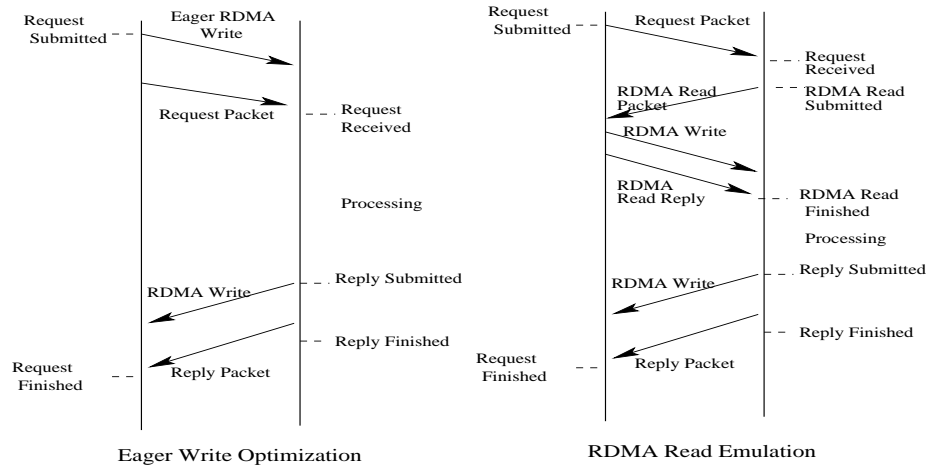 Request
Submitted
Eager RDMA
Write
Request Packet
Request
Received
Processing
Reply Submitted
RDMA Write
Reply Finished
Request
Finished
Reply Packet
Eager Write Optimization
Request
Submitted
Request Packet
Request
Received
RDMA Read
Packet
RDMA Read
Submitted
RDMA Write
RDMA
Read Reply
RDMA Read
Finished
Processing
Reply Submitted
RDMA Write
Reply Finished
Request
Finished
Reply Packet
RDMA Read Emulation